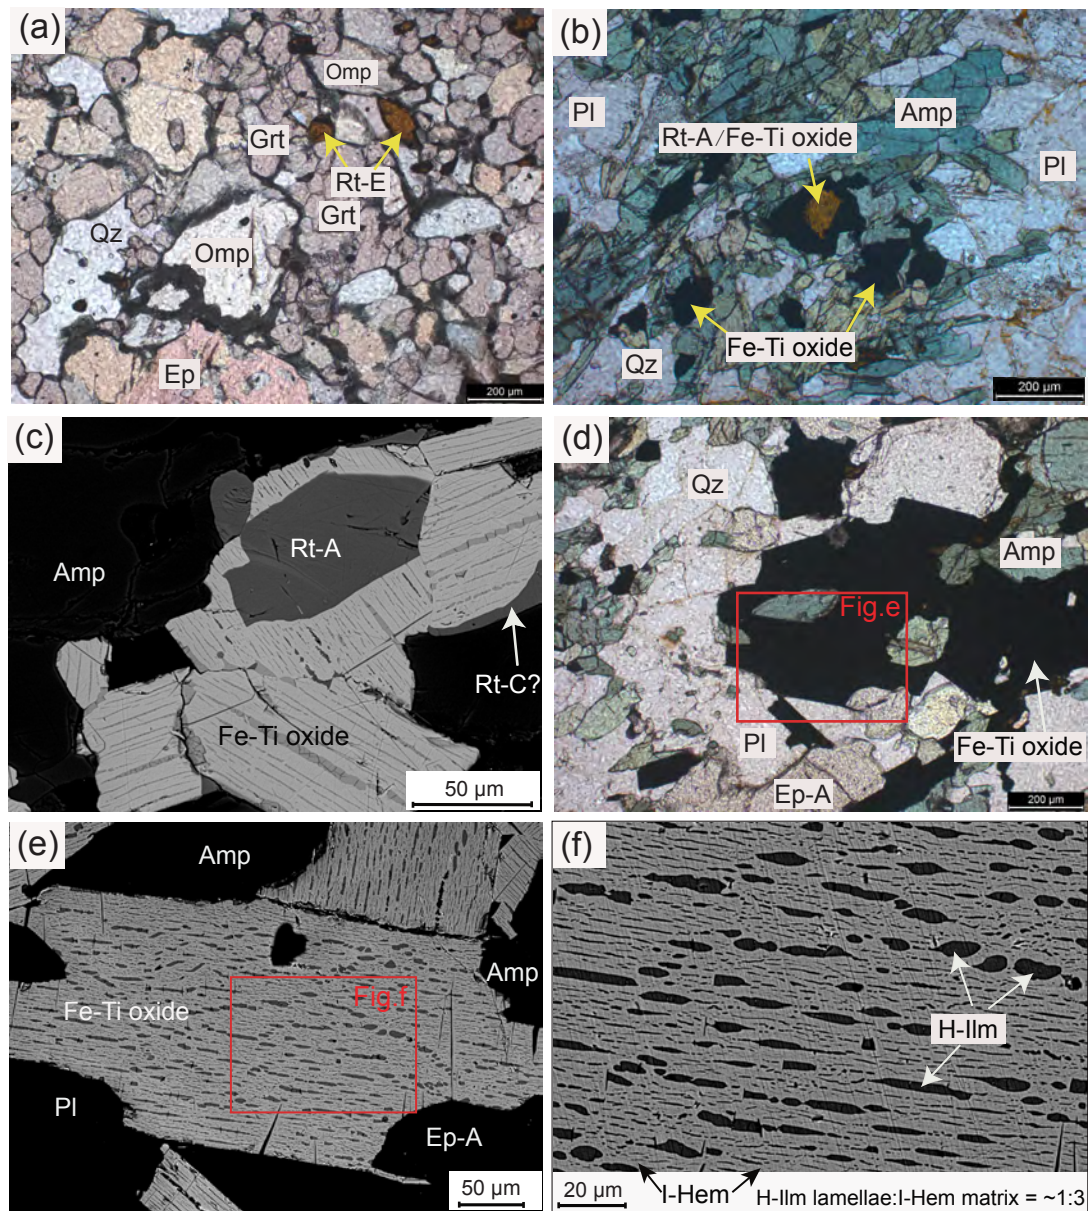 (a)
Omp
Grt
Rt-E
Grt
Qz
Omp
Ep
200 µm
(b)
Pl
Amp
Rt-A/Fe-Ti oxide
Pl
Fe-Ti oxide
Qz
200 µm
(c)
Rt-A
Amp
Rt-C?
Fe-Ti oxide
50 µm
(d)
Qz
Amp
Fig.e
Pl
Fe-Ti oxide
Ep-A
200 µm
(e)
Amp
Amp
Fig.f
Fe-Ti oxide
Pl
Ep-A
50 µm
(f)
H-Ilm
I-Hem
20 µm
H-Ilm lamellae:I-Hem matrix = ~1:3